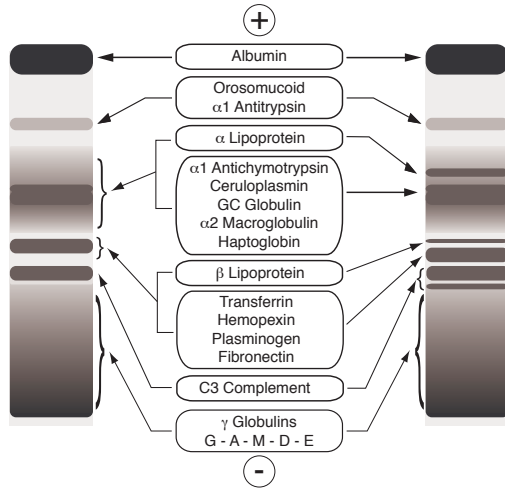 +
Albumin
Orosomucoid
α1 Antitrypsin
α Lipoprotein
α1 Antichymotrypsin
Ceruloplasmin
GC Globulin
α2 Macroglobulin
Haptoglobin
β Lipoprotein
Transferrin
Hemopexin
Plasminogen
Fibronectin
C3 Complement
γ Globulins
G - A - M - D - E
-